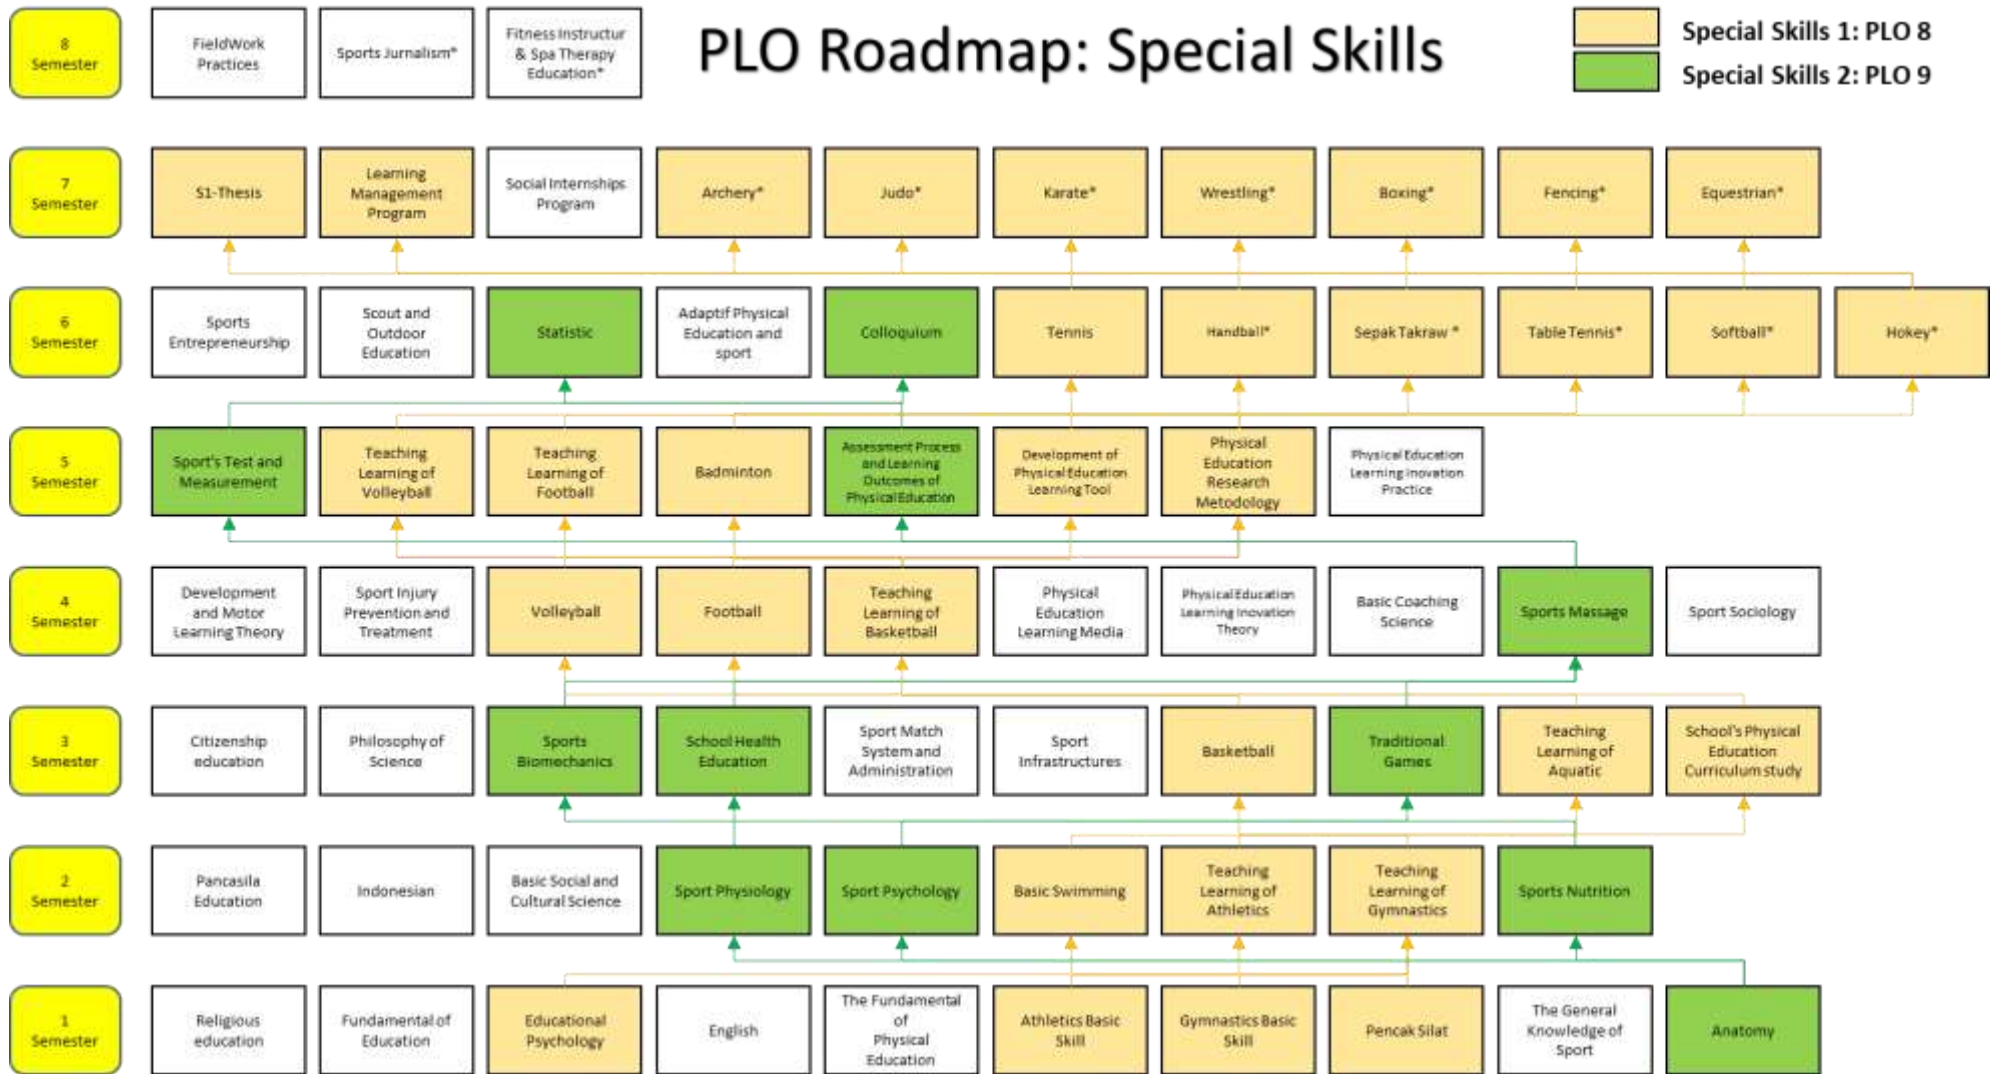 PLO Roadmap: Special Skills
Special Skills 1: PLO 8
Special Skills 2: PLO 9
8
Semester
FieldWork
Practices
Sports Jurnalism*
Fitness Instructur
& Spa Therapy
Education*
7
Semester
S1-Thesis
Learning
Management
Program
Social Internships
Program
Archery*
Judo*
Karate*
Wrestling*
Boxing*
Fencing*
Equestrian*
6
Semester
Sports
Entrepreneurship
Scout and
Outdoor
Education
Statistic
Adaptif Physical
Education and
sport
Colloquium
Tennis
Handball*
Sepak Takraw *
Table Tennis*
Softball*
Hokey*
5
Semester
Sport's Test and
Measurement
Teaching
Learning of
Volleyball
Teaching
Learning of
Football
Badminton
Assessment Process
and Learning
Outcomes of
Physical Education
Development of
Physical Education
Learning Tool
Physical
Education
Research
Metodology
Physical Education
Learning Inovation
Practice
4
Semester
Development
and Motor
Learning Theory
Sport Injury
Prevention and
Treatment
Volleyball
Football
Teaching
Learning of
Basketball
Physical
Education
Learning Media
Physical Education
Learning Inovation
Theory
Basic Coaching
Science
Sports Massage
Sport Sociology
3
Semester
Citizenship
education
Philosophy of
Science
Sports
Biomechanics
School Health
Education
Sport Match
System and
Administration
Sport
Infrastructures
Basketball
Traditional
Games
Teaching
Learning of
Aquatic
School's Physical
Education
Curriculum study
2
Semester
Pancasila
Education
Indonesian
Basic Social and
Cultural Science
Sport Physiology
Sport Psychology
Basic Swimming
Teaching
Learning of
Athletics
Teaching
Learning of
Gymnastics
Sports Nutrition
1
Semester
Religious
education
Fundamental of
Education
Educational
Psychology
English
The Fundamental
of
Physical
Education
Athletics Basic
Skill
Gymnastics Basic
Skill
Pencak Silat
The General
Knowledge of
Sport
Anatomy